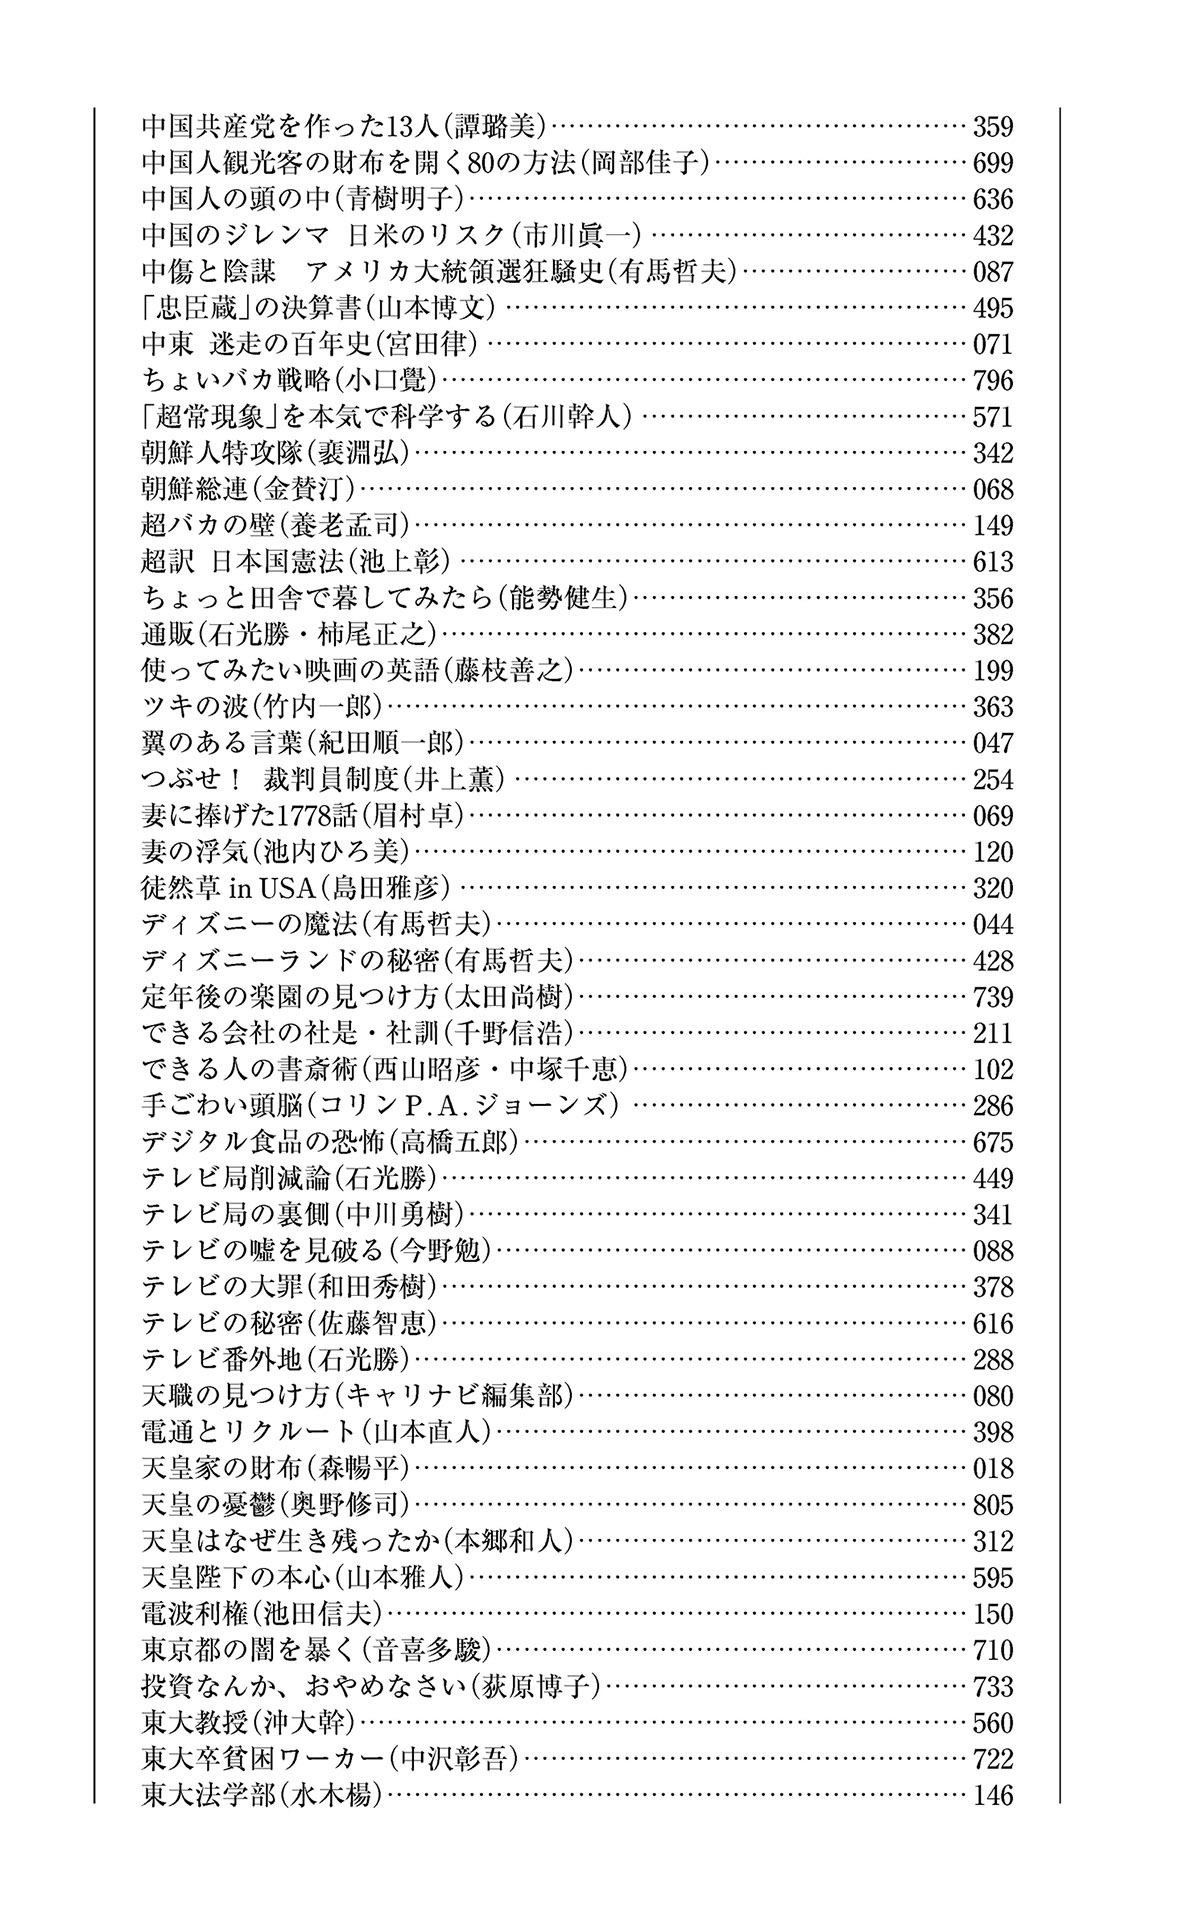 中国共産党を作った13人(譚璐美)…………………………………………359
中国人観光客の財布を開く80の方法(岡部佳子)…………………………699
中国人の頭の中(青樹明子)…………………………………………………636
中国のジレンマ 日米のリスク(市川眞一)…………………………………432
中傷と陰謀　アメリカ大統領選狂騒史(有馬哲夫)………………………087
「忠臣蔵」の決算書(山本博文)………………………………………………495
中東 迷走の百年史(宮田律)…………………………………………………071
ちょいバカ戦略(小口覺)……………………………………………………796
「超常現象」を本気で科学する(石川幹人)…………………………………571
朝鮮人特攻隊(裵淵弘)………………………………………………………342
朝鮮総連(金賛汀)……………………………………………………………068
超バカの壁(養老孟司)………………………………………………………149
超訳 日本国憲法(池上彰)……………………………………………………613
ちょっと田舎で暮してみたら(能勢健生)…………………………………356
通販(石光勝・柿尾正之)……………………………………………………382
使ってみたい映画の英語(藤枝善之)………………………………………199
ツキの波(竹内一郎)…………………………………………………………363
翼のある言葉(紀田順一郎)…………………………………………………047
つぶせ！ 裁判員制度(井上薫)………………………………………………254
妻に捧げた1778話(眉村卓)…………………………………………………069
妻の浮気(池内ひろ美)………………………………………………………120
徒然草 in USA(島田雅彦)……………………………………………………320
ディズニーの魔法(有馬哲夫)………………………………………………044
ディズニーランドの秘密(有馬哲夫)………………………………………428
定年後の楽園の見つけ方(太田尚樹)………………………………………739
できる会社の社是・社訓(千野信浩)………………………………………211
できる人の書斎術(西山昭彦・中塚千恵)…………………………………102
手ごわい頭脳(コリンP.A.ジョーンズ)……………………………………286
デジタル食品の恐怖(高橋五郎)……………………………………………675
テレビ局削減論(石光勝)……………………………………………………449
テレビ局の裏側(中川勇樹)…………………………………………………341
テレビの嘘を見破る(今野勉)………………………………………………088
テレビの大罪(和田秀樹)……………………………………………………378
テレビの秘密(佐藤智恵)……………………………………………………616
テレビ番外地(石光勝)………………………………………………………288
天職の見つけ方(キャリナビ編集部)………………………………………080
電通とリクルート(山本直人)………………………………………………398
天皇家の財布(森暢平)………………………………………………………018
天皇の憂鬱(奥野修司)………………………………………………………805
天皇はなぜ生き残ったか(本郷和人)………………………………………312
天皇陛下の本心(山本雅人)…………………………………………………595
電波利権(池田信夫)…………………………………………………………150
東京都の闇を暴く(音喜多駿)………………………………………………710
投資なんか、おやめなさい(荻原博子)……………………………………733
東大教授(沖大幹)……………………………………………………………560
東大卒貧困ワーカー(中沢彰吾)……………………………………………722
東大法学部(水木楊)…………………………………………………………146